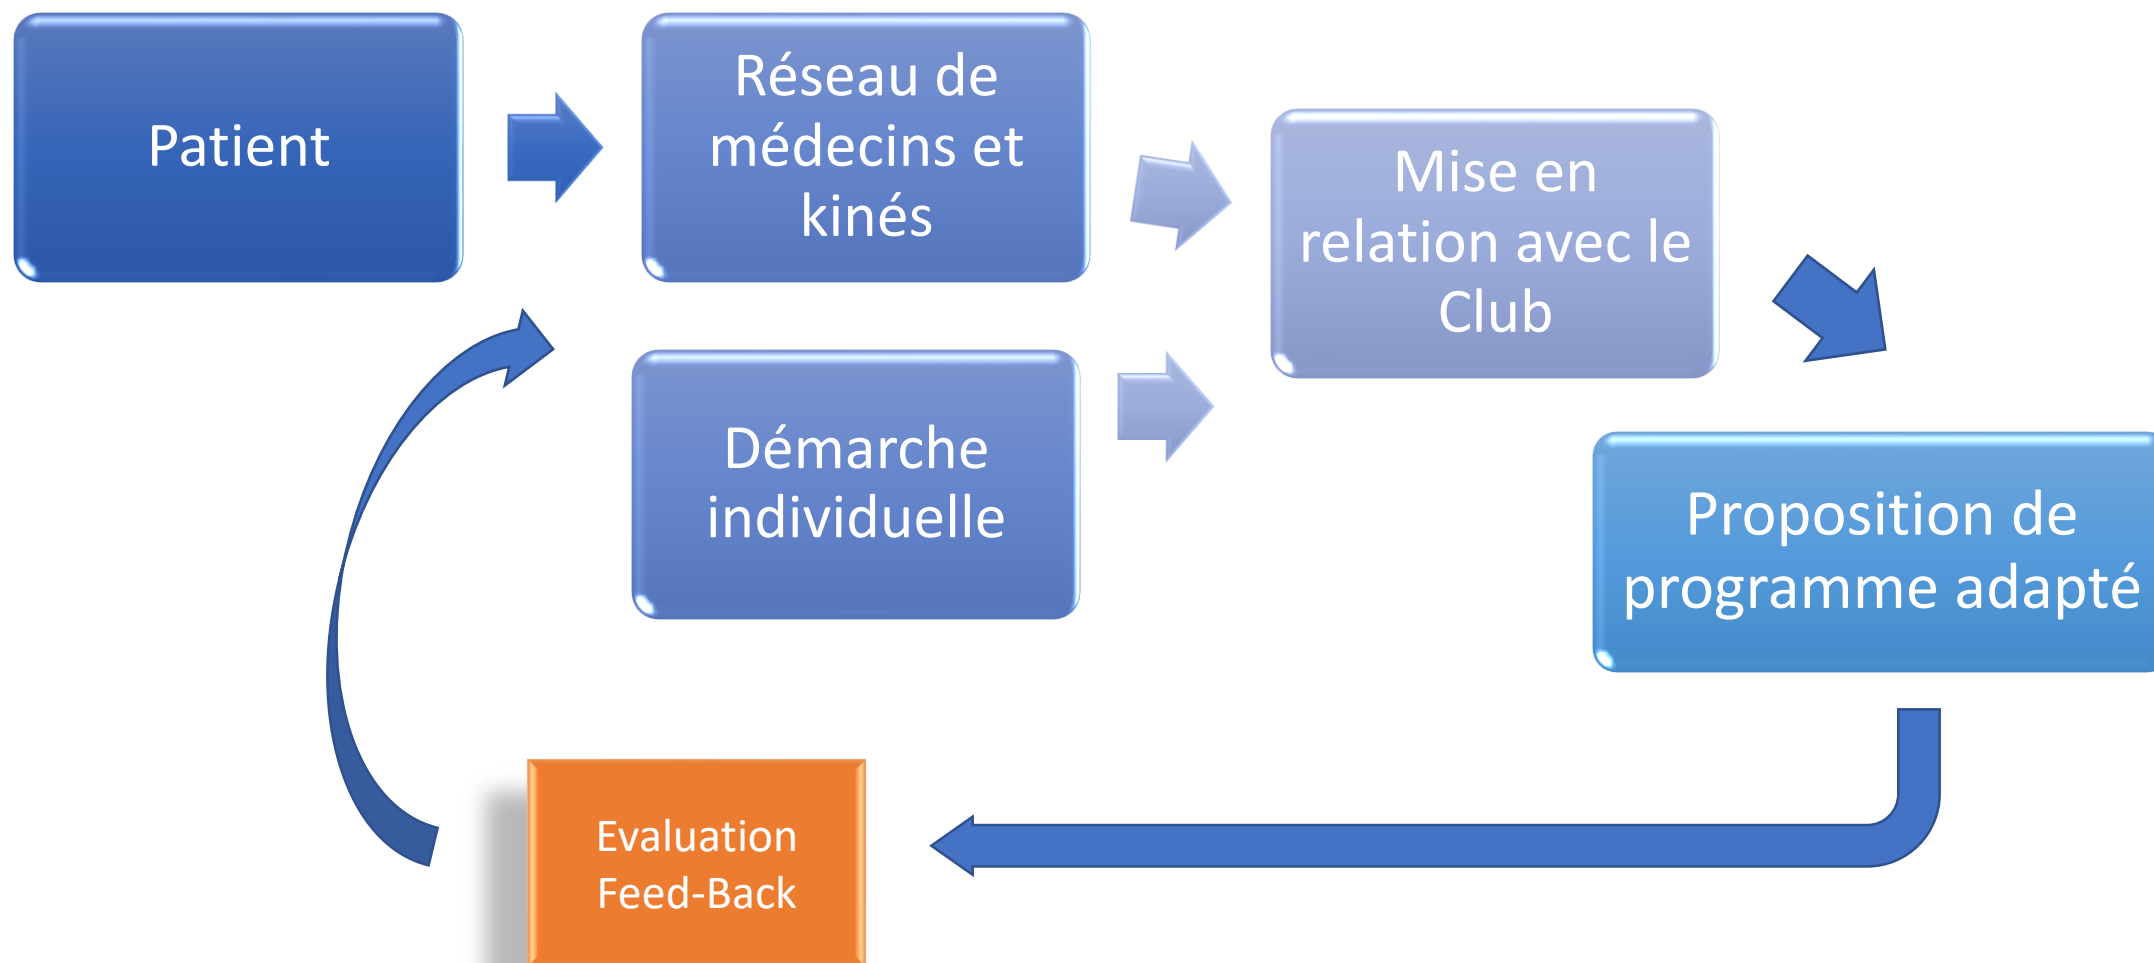 Patient
Réseau de
médecins et
kinés
Mise en
relation avec le
Club
Démarche
individuelle
Proposition de
programme adapté
Evaluation
Feed-Back